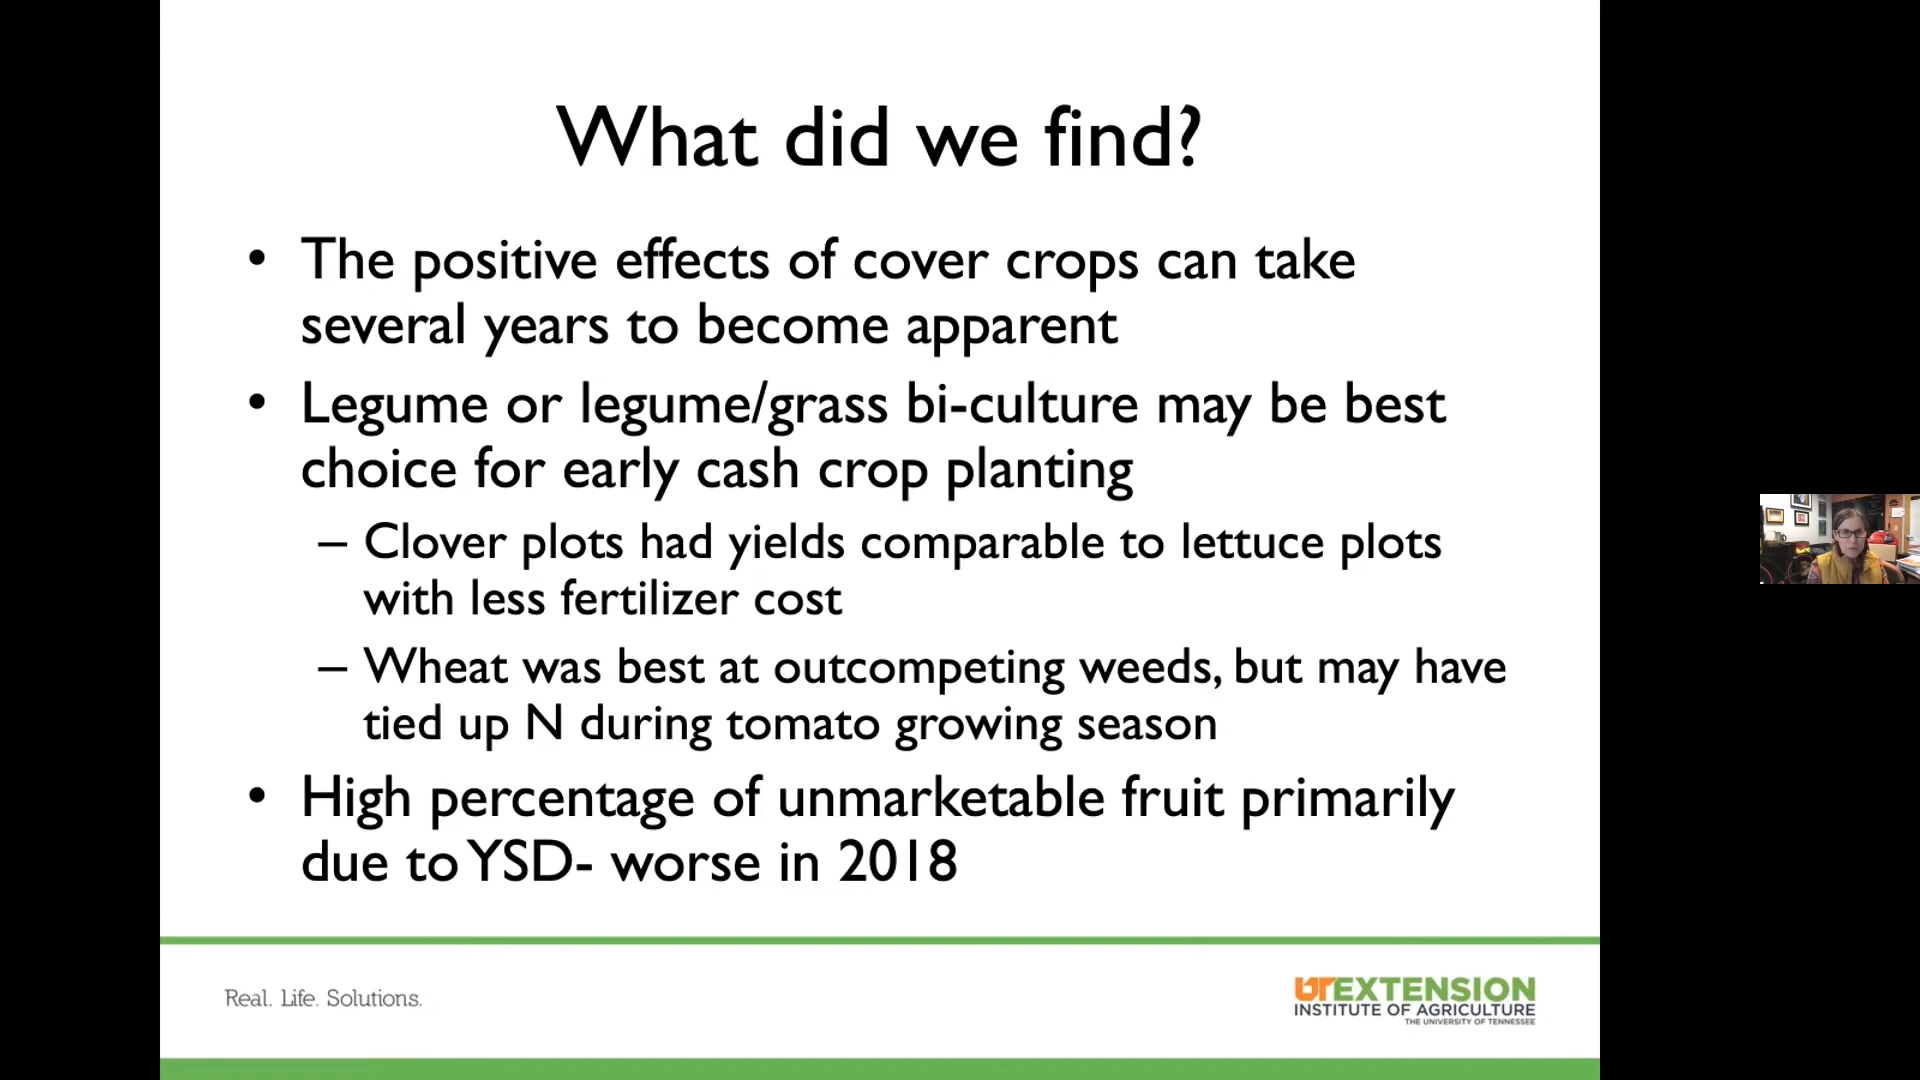 What did we find?
• The positive effects of cover crops can take
several years to become apparent
• Legume or legume/grass bi-culture may be best
choice for early cash crop planting
– Clover plots had yields comparable to lettuce plots
with less fertilizer cost
– Wheat was best at outcompeting weeds, but may have
tied up N during tomato growing season
• High percentage of unmarketable fruit primarily
due to YSD- worse in 2018
Real. Life. Solutions.
UTEXTENSION
INSTITUTE OF AGRICULTURE
THE UNIVERSITY OF TENNESSEE